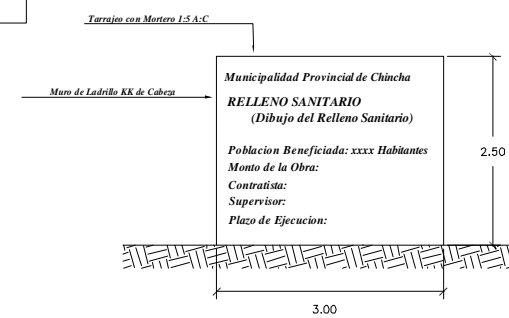 Tarrajeo con Mortero 1:5 A:C
Muro de Ladrillo KK de Cabeza
Municipalidad Provincial de Chincha
RELLENO SANITARIO
(Dibujo del Relleno Sanitario)
Poblacion Beneficiada: xxxx Habitantes
Monto de la Obra:
Contratista:
Supervisor:
Plazo de Ejecucion:
2.50
3.00